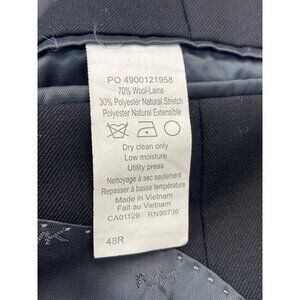 PO 4900121958
70% Wool-Laine
30% Polyester Natural Stretch
Polyester Naturel Extensible
Dry clean only
Low moisture
Utility press
Nettoyage à sec seulement
Repasser à basse température
Made in Vietnam
Fait au Vietnam
CA01129 RN90736
48R